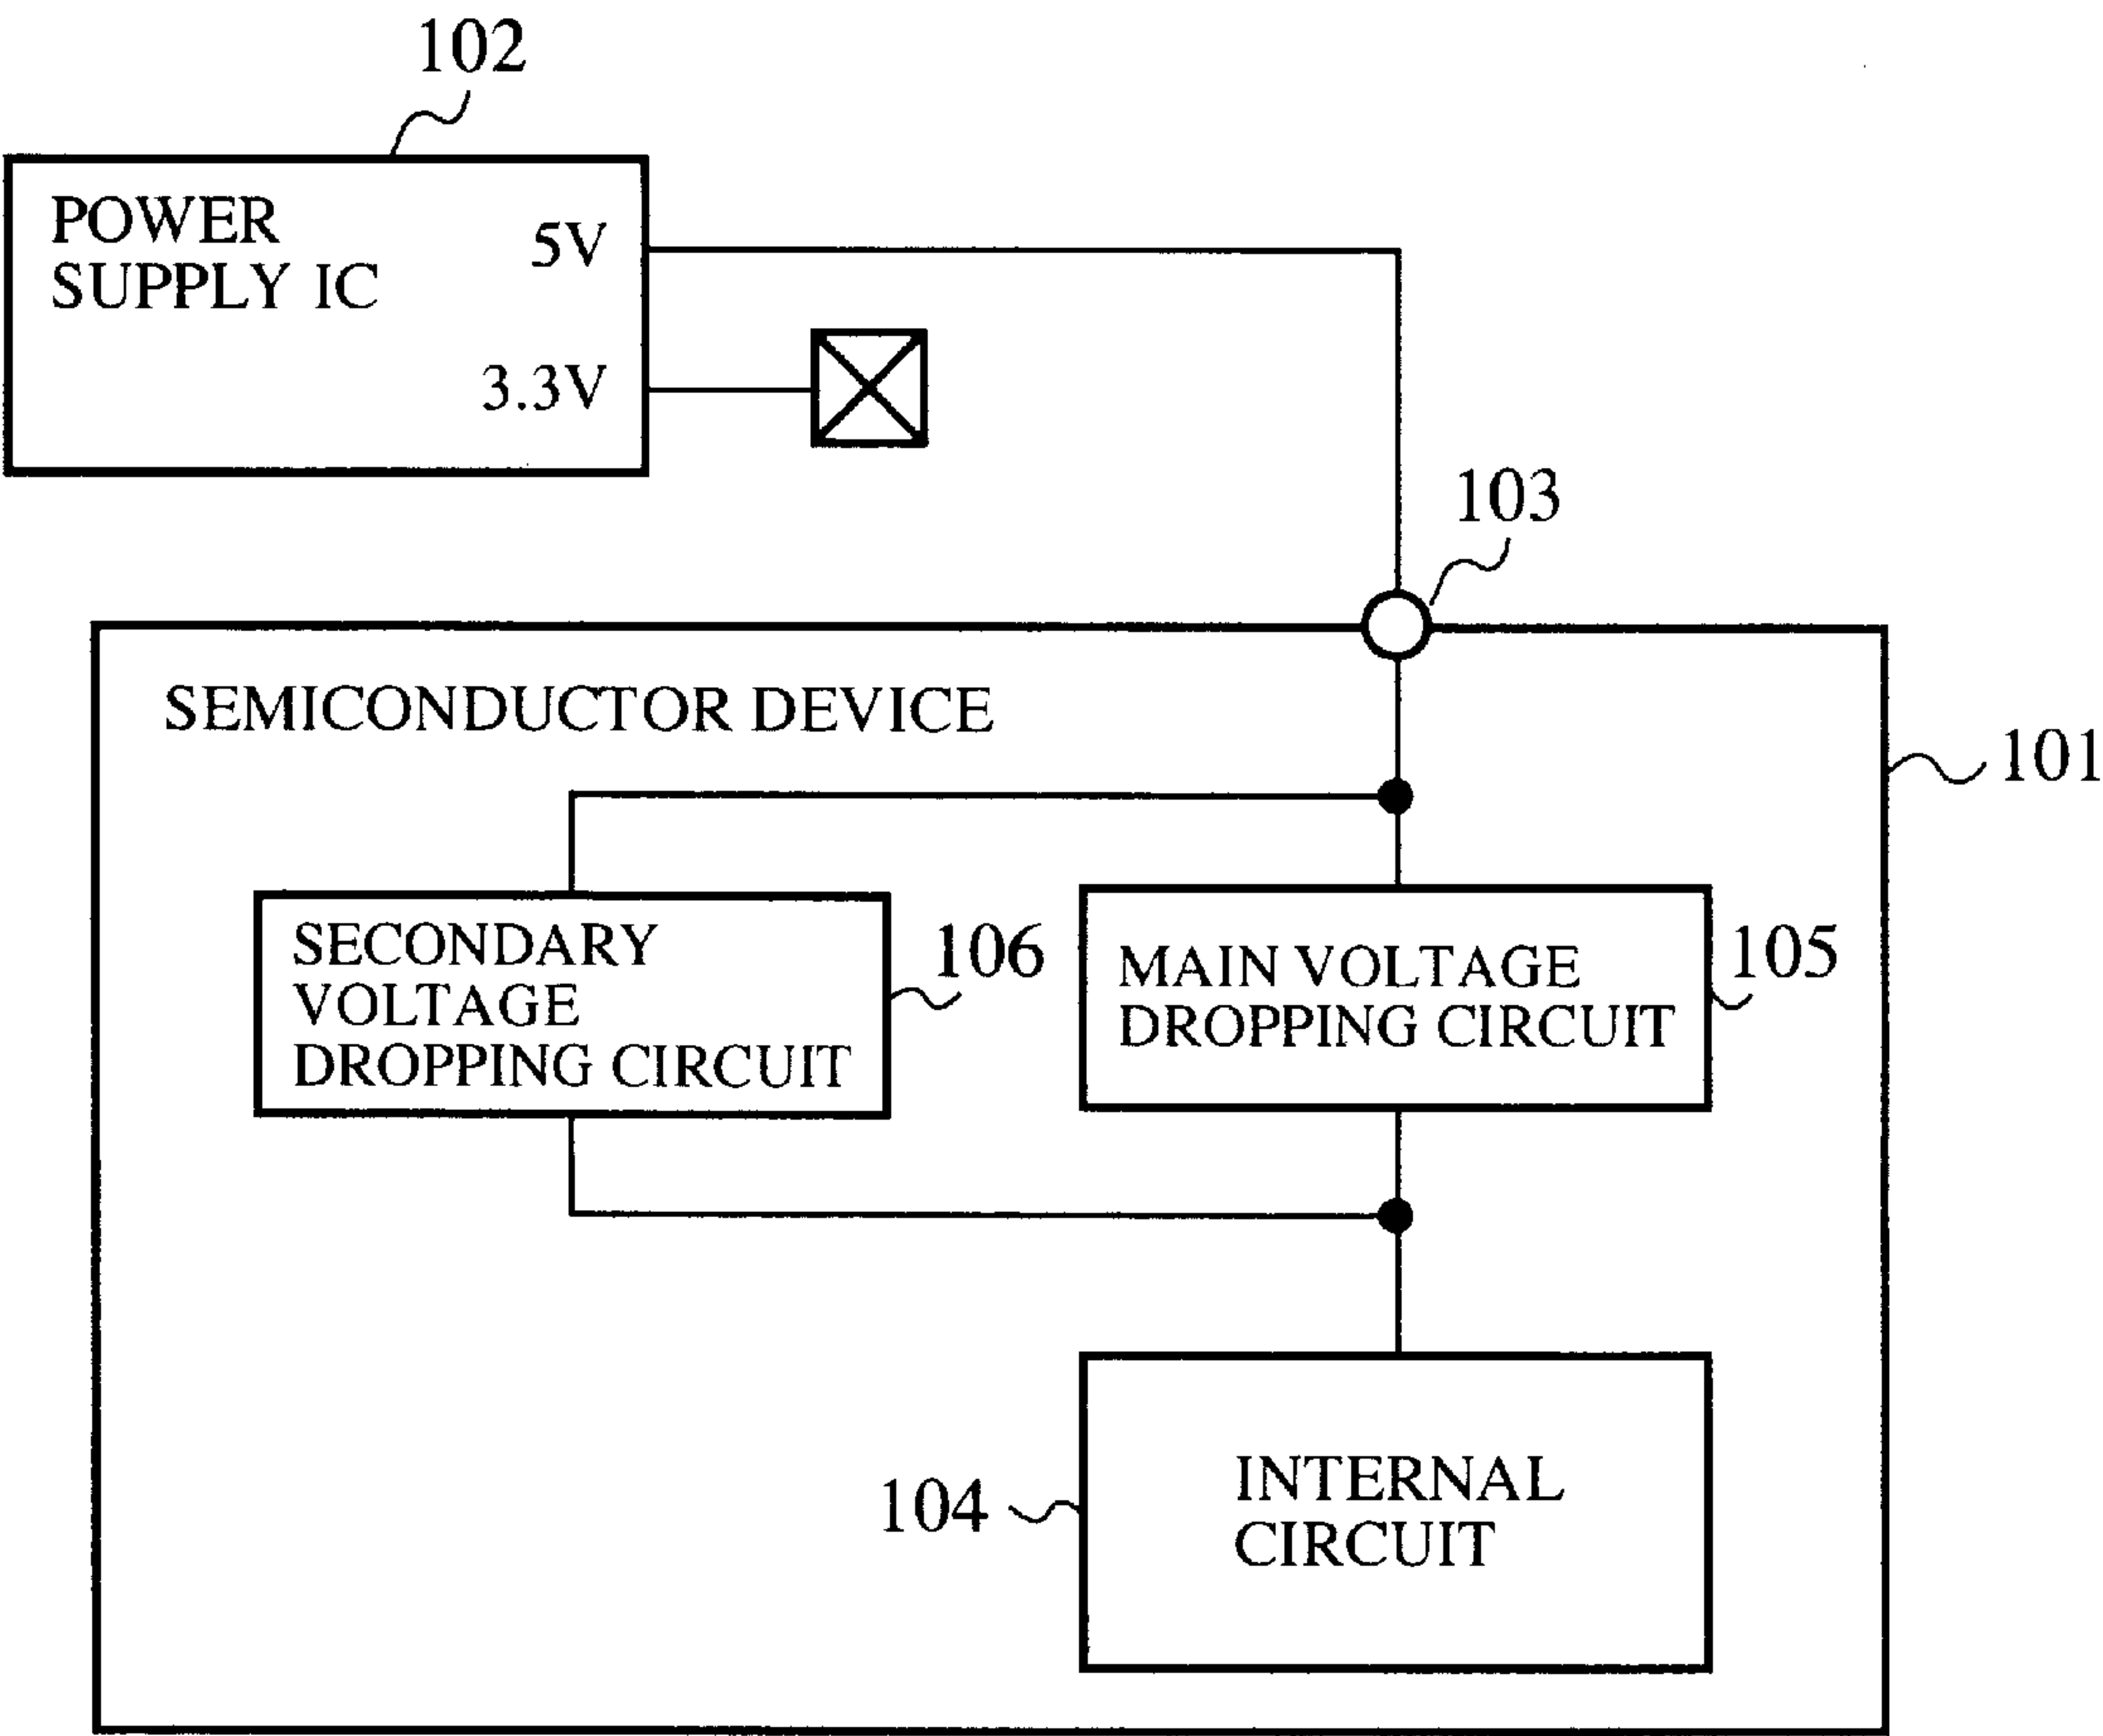 102
POWER
SUPPLY IC
5V
3.3V
103
SEMICONDUCTOR DEVICE
101
SECONDARY
VOLTAGE
DROPPING CIRCUIT
106
MAIN VOLTAGE
DROPPING CIRCUIT
105
104
INTERNAL
CIRCUIT